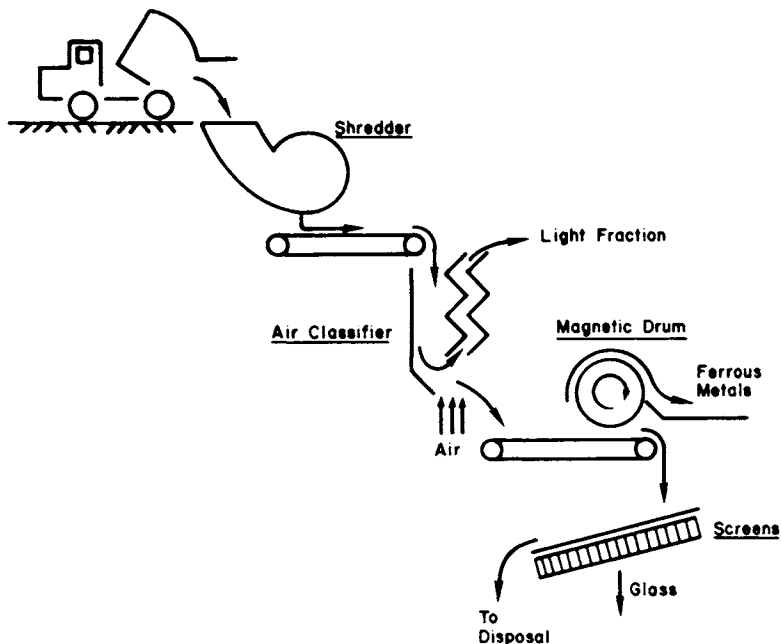 Shredder
Light Fraction
Air Classifier
Magnetic Drum
Ferrous
Metals
Air
Screens
Glass
To
Disposal